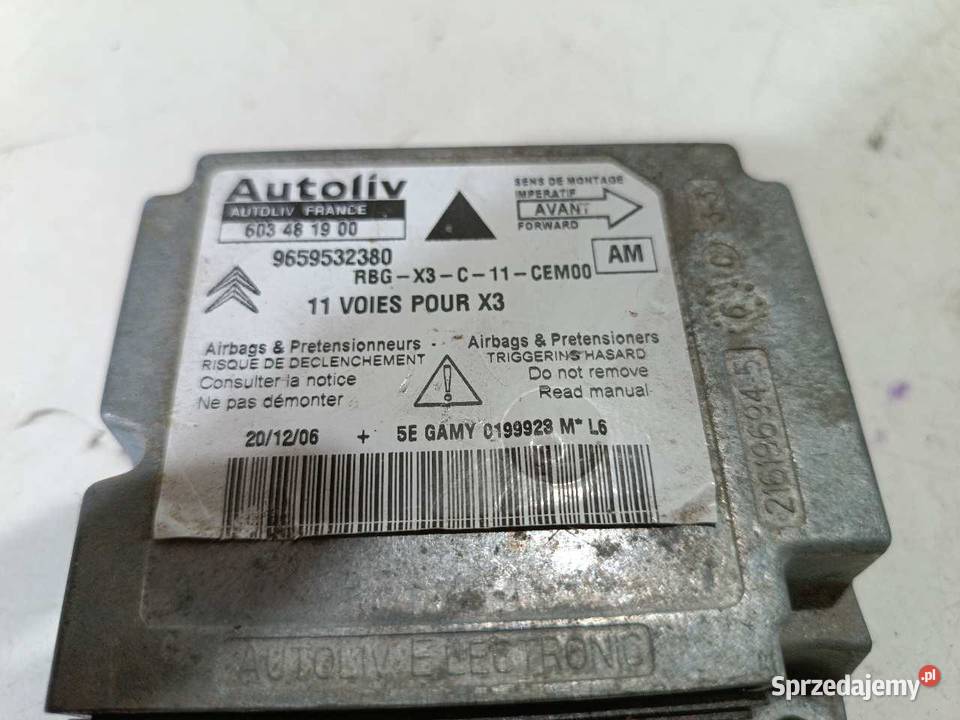 Autoliv
AUTOLIV FRANCE
603 48 19 00
SENS DE MONTAGE
IMPERATIF
AVANT
FORWARD
9659532380
RBG-X3-C-11-CEM00
AM
11 VOIES POUR X3
Airbags & Pretensionneurs - Airbags & Pretensioners
RISQUE DE DECLENCHEMENT
TRIGGERING HASARD
Consulter la notice
Do not remove
Ne pas démonter
Read manual
20/12/06 + 5E GAMY 0199923 M* L6
21619694-5
AUTOLIV ELECTRONIC
Sprzedajemy.pl